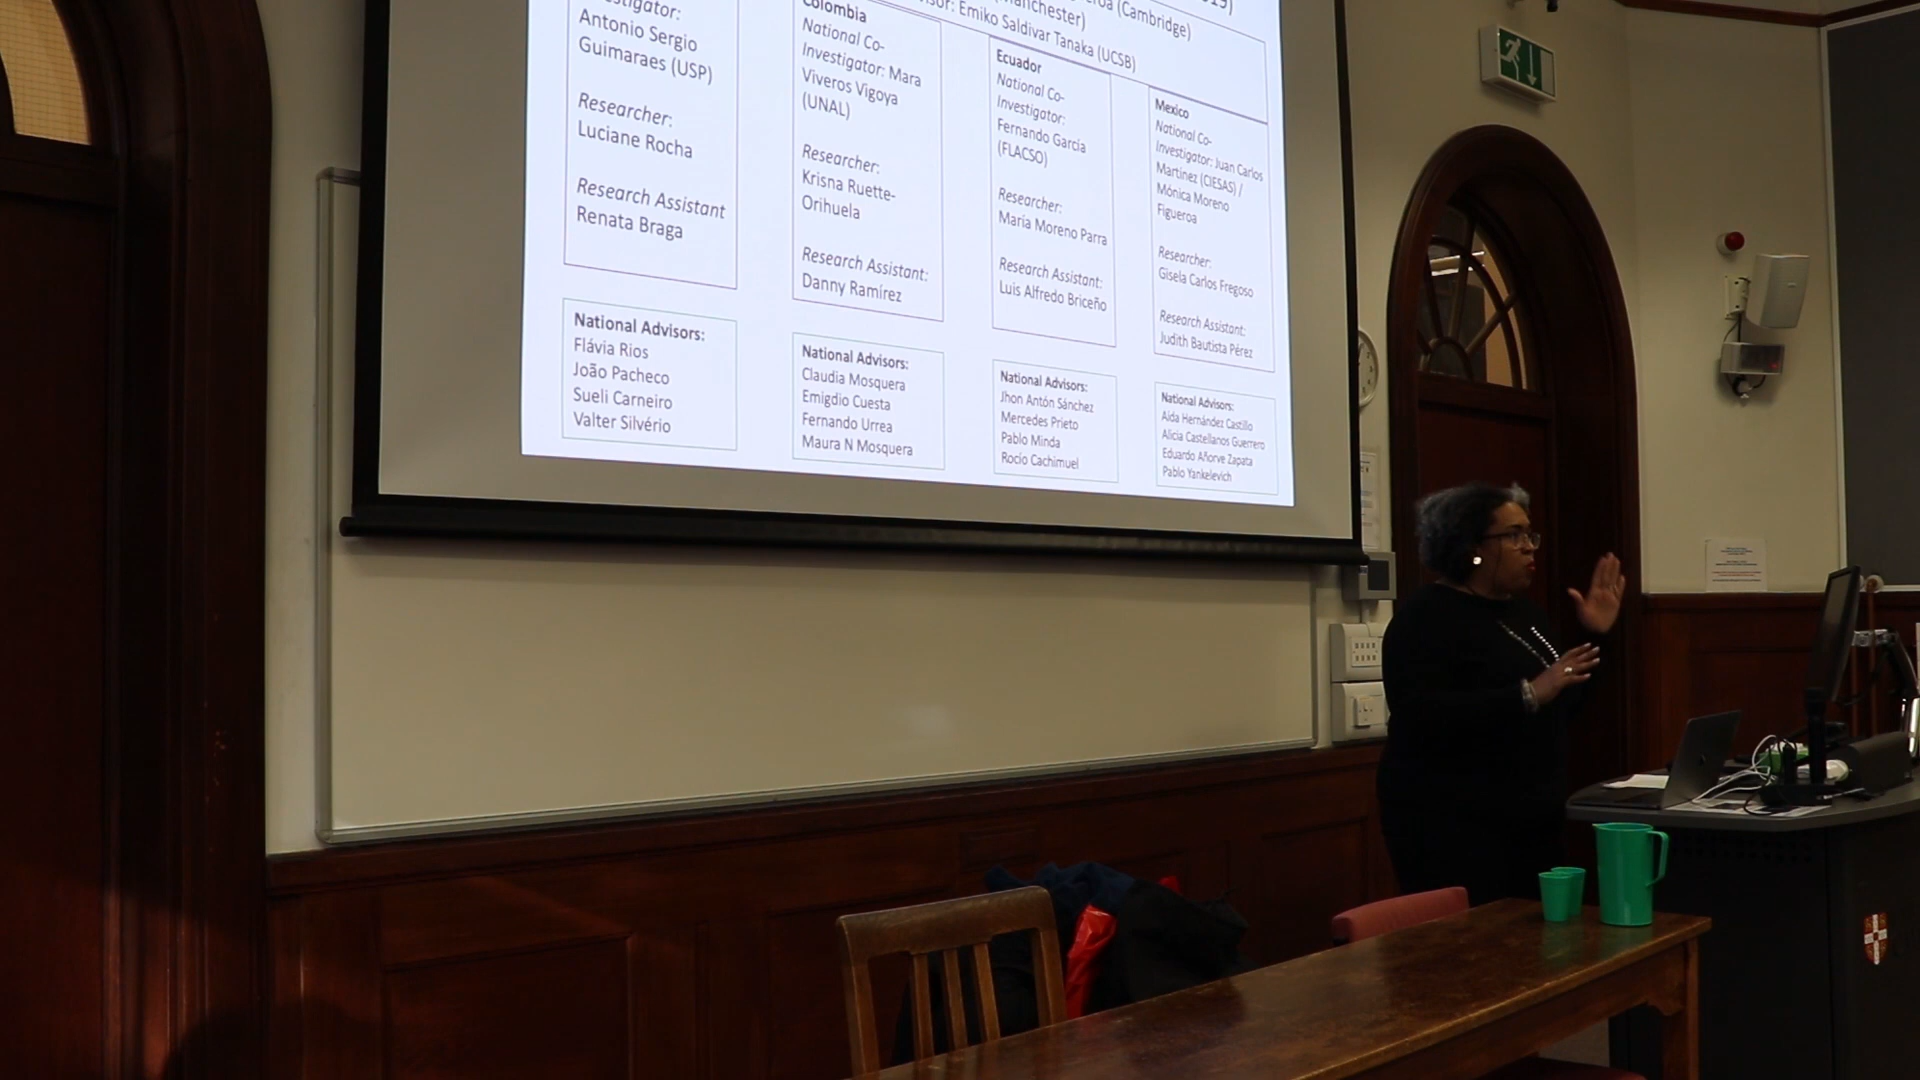 (Cambridge)
(Manchester)
Emiko Saldivar Tanaka (UCSB)
Antonio Sergio
Guimaraes (USP)
Researcher:
Luciane Rocha
Research Assistant
Renata Braga
National Advisors:
Flávia Rios
João Pacheco
Sueli Carneiro
Valter Silvério
Colombia
National Co-
Investigator: Mara
Viveros Vigoya
(UNAL)
Researcher:
Krisna Ruette-
Orihuela
Research Assistant:
Danny Ramírez
National Advisors:
Claudia Mosquera
Emigdio Cuesta
Fernando Urrea
Maura N Mosquera
Ecuador
National Co-
Investigator:
Fernando García
(FLACSO)
Researcher:
María Moreno Parra
Research Assistant:
Luis Alfredo Briceño
National Advisors:
Jhon Antón Sánchez
Mercedes Prieto
Pablo Minda
Rocío Cachimuel
Mexico
National Co-
Investigator: Juan Carlos
Martínez (CIESAS) /
Mónica Moreno
Figueroa
Researcher:
Gisela Carlos Fregoso
Research Assistant:
Judith Bautista Pérez
National Advisors:
Aida Hernández Castillo
Alicia Castellanos Guerrero
Eduardo Añorve Zapata
Pablo Yankelevich